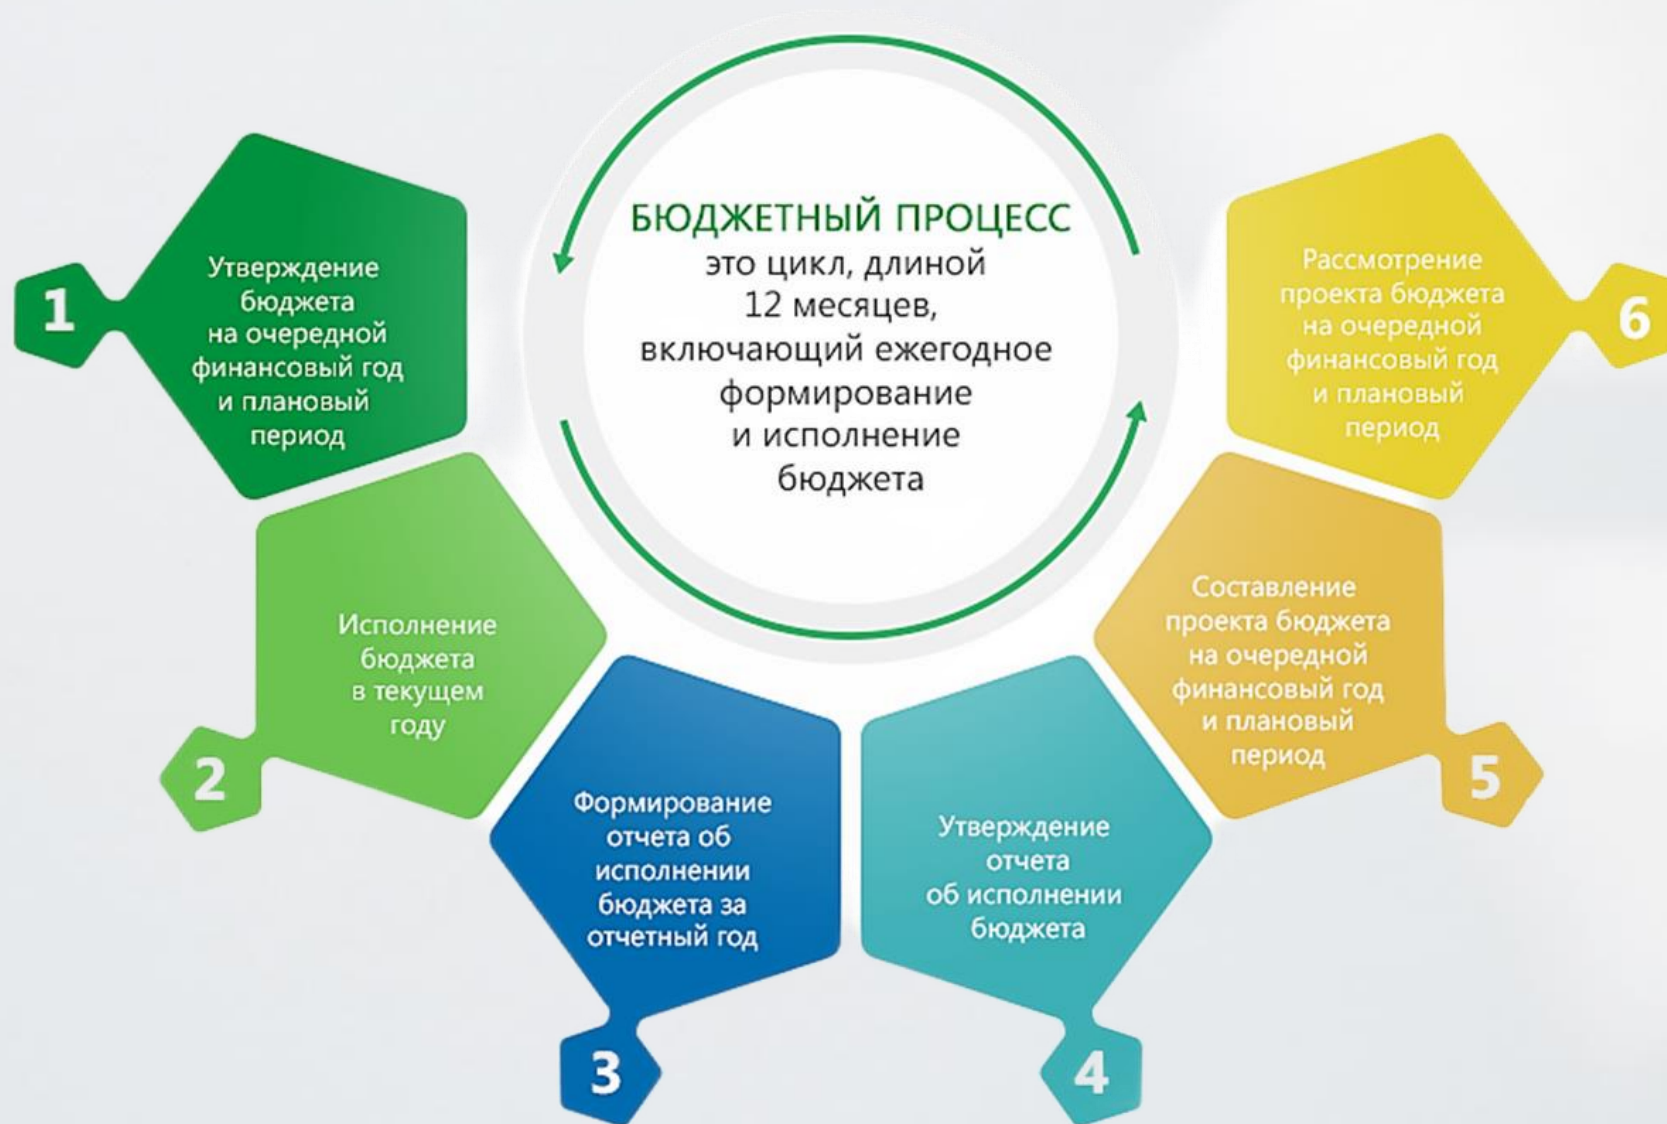 БЮДЖЕТНЫЙ ПРОЦЕСС
это цикл, длиной
12 месяцев,
включающий ежегодное
формирование
и исполнение
бюджета
1
Утверждение
бюджета
на очередной
финансовый год
и плановый
период
2
Исполнение
бюджета
в текущем
году
3
Формирование
отчета об
исполнении
бюджета за
отчетный год
4
Утверждение
отчета
об исполнении
бюджета
5
Составление
проекта бюджета
на очередной
финансовый год
и плановый
период
6
Рассмотрение
проекта бюджета
на очередной
финансовый год
и плановый
период